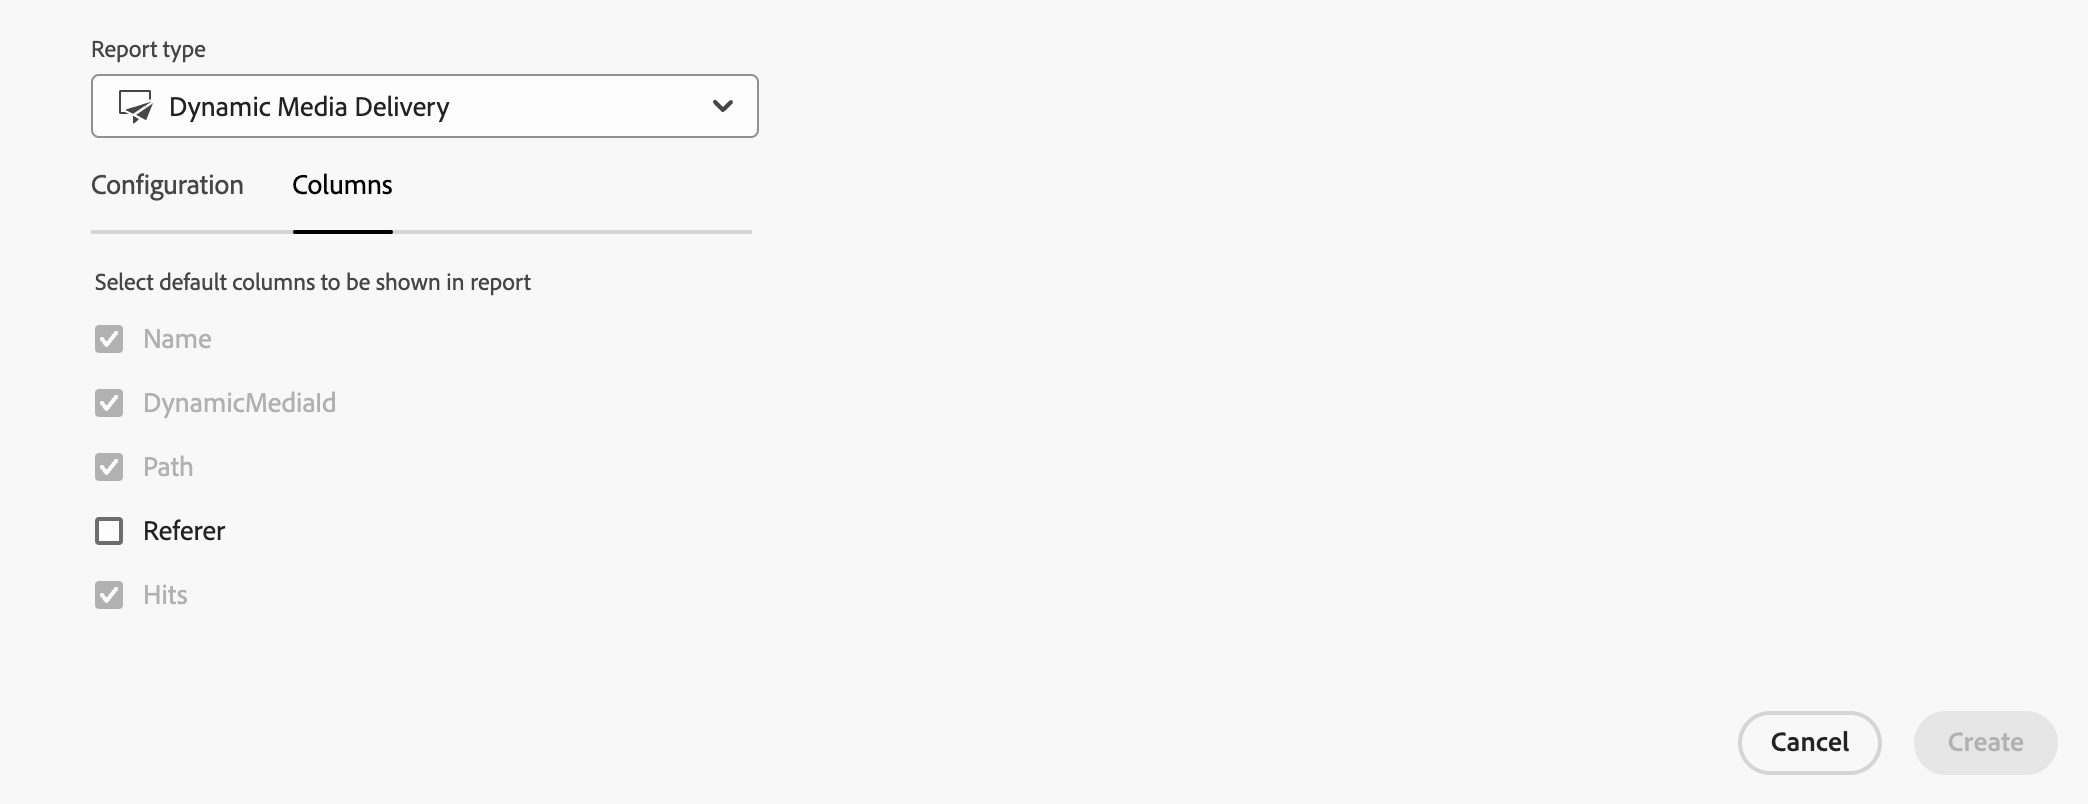 Report type
Dynamic Media Delivery
Configuration Columns
Select default columns to be shown in report
Name
DynamicMediaId
Path
Referer
Hits
Cancel Create